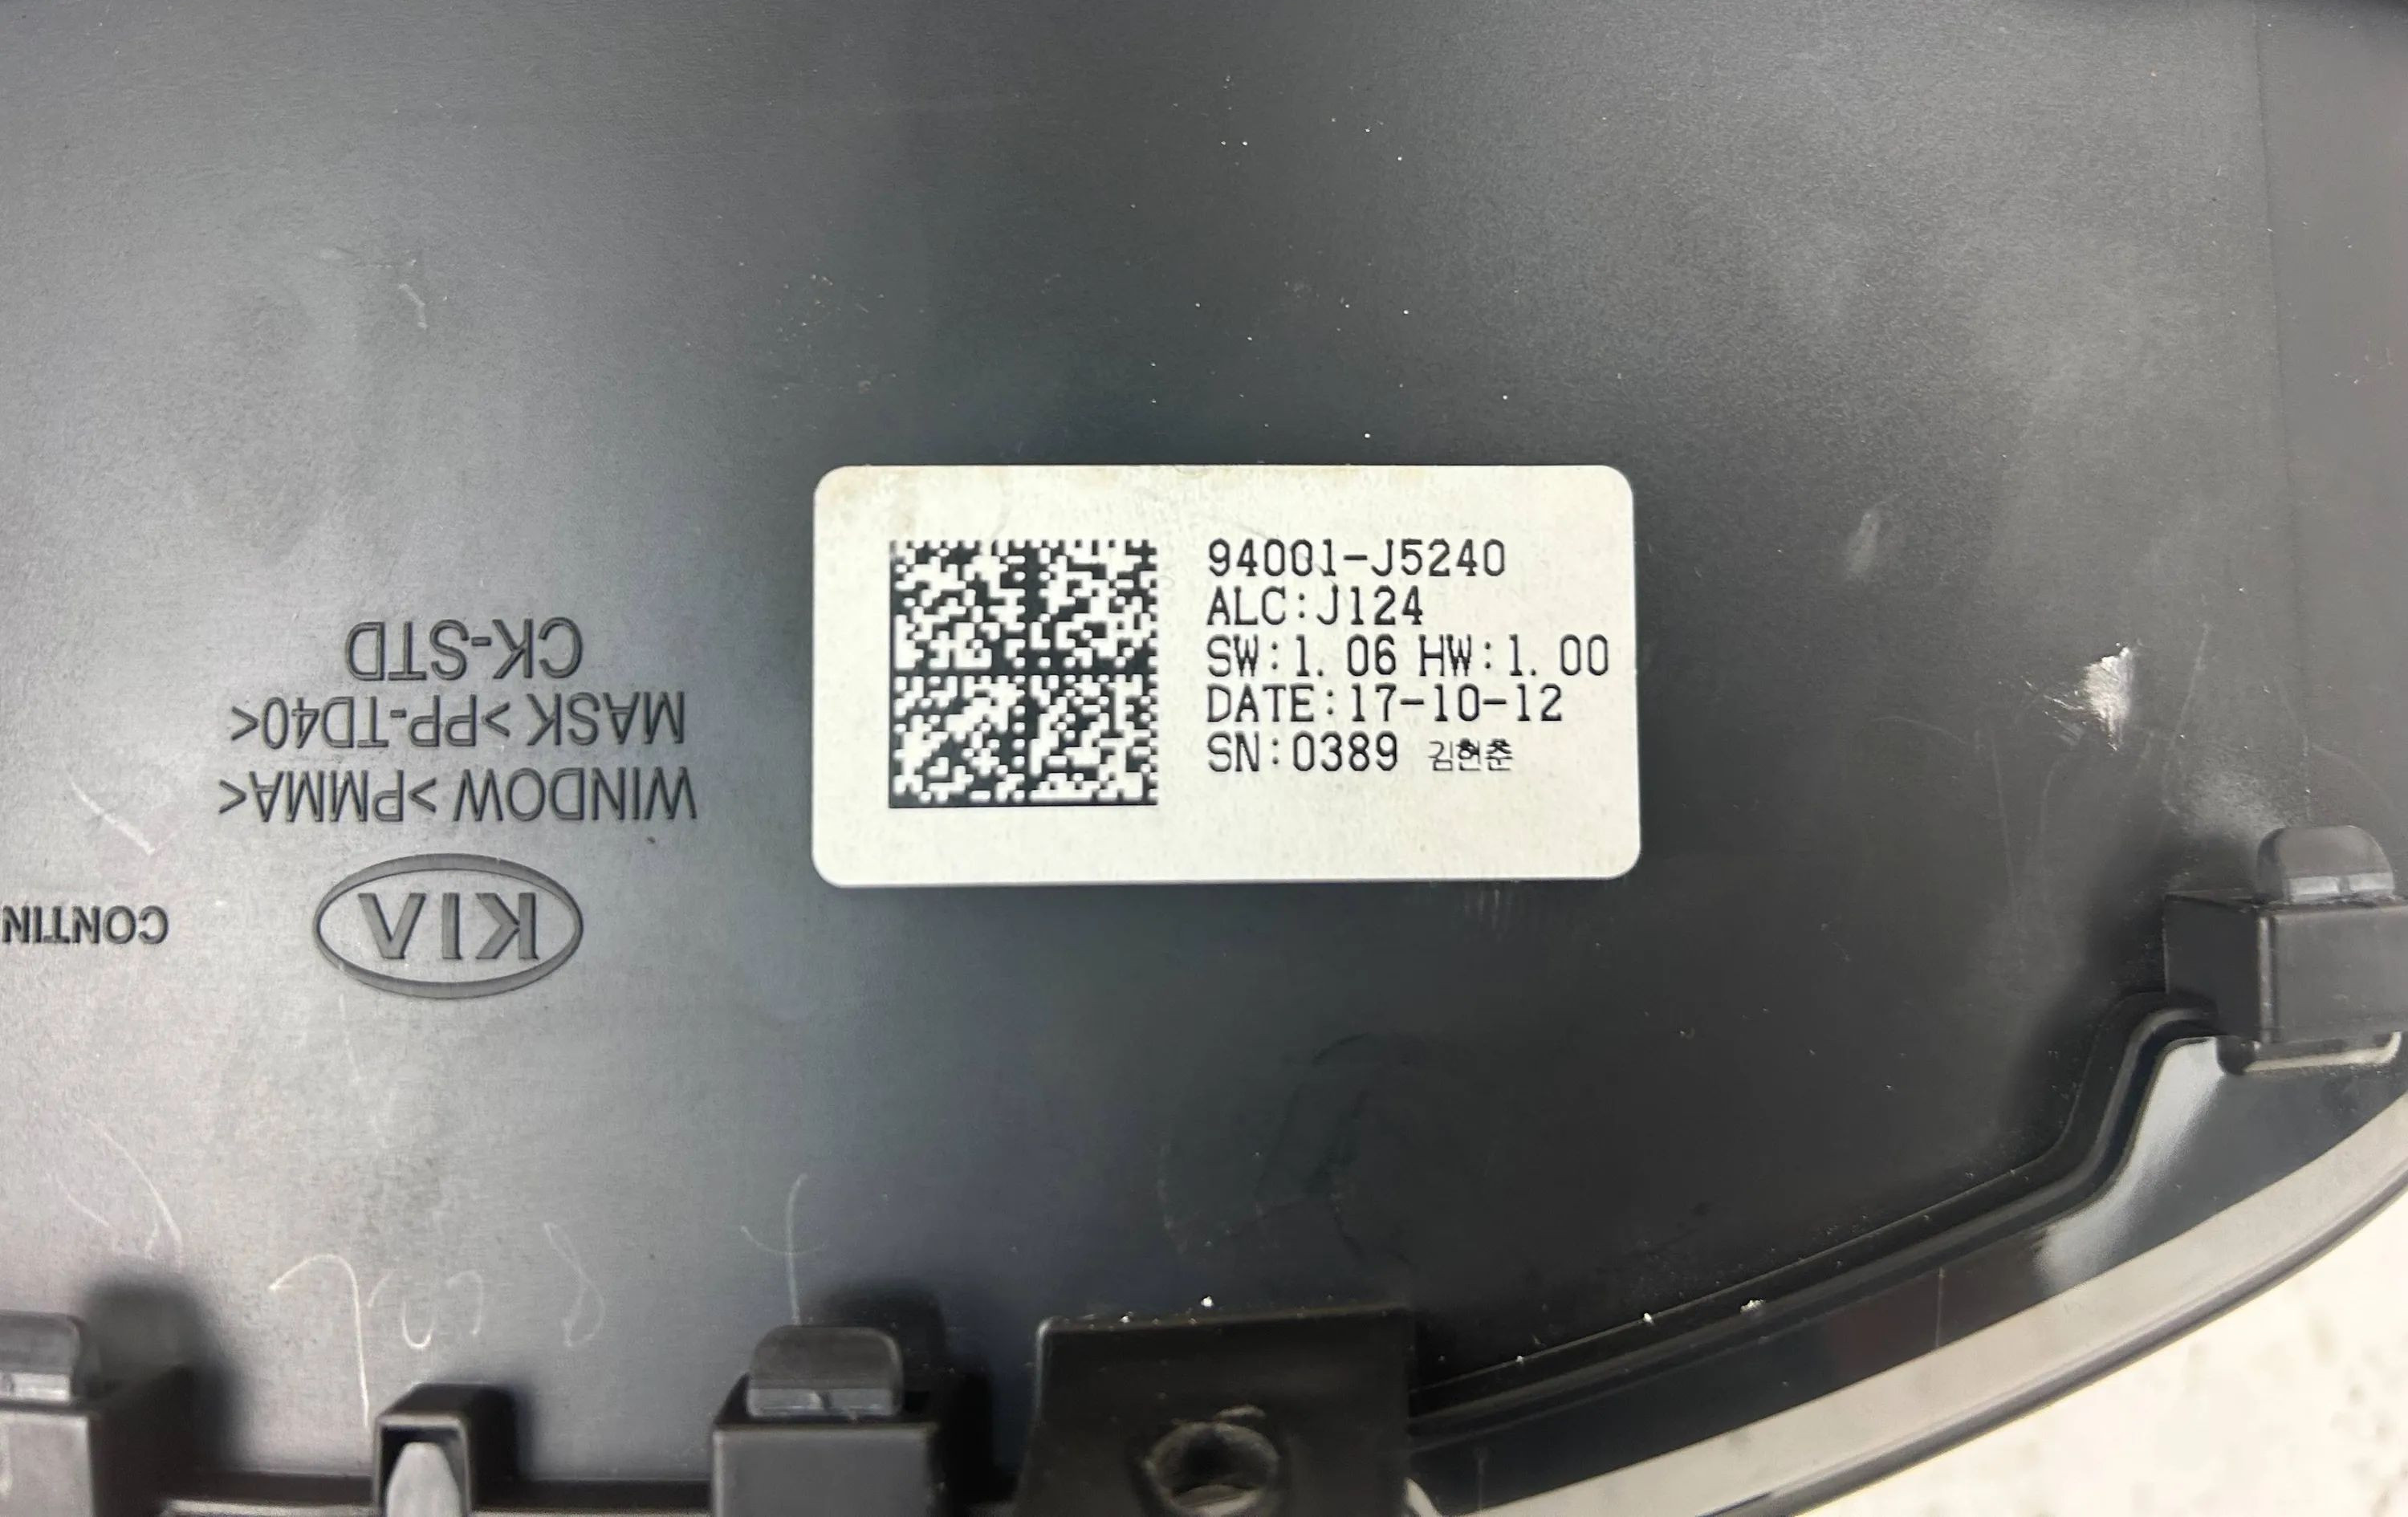 94001-J5240
ALC:J124
SW:1.06 HW:1.00
DATE:17-10-12
SN:0389 김현춘
CK-STD
MASK >PP-TD40<
WINDOW >PMMA<
KIA
CONTIN